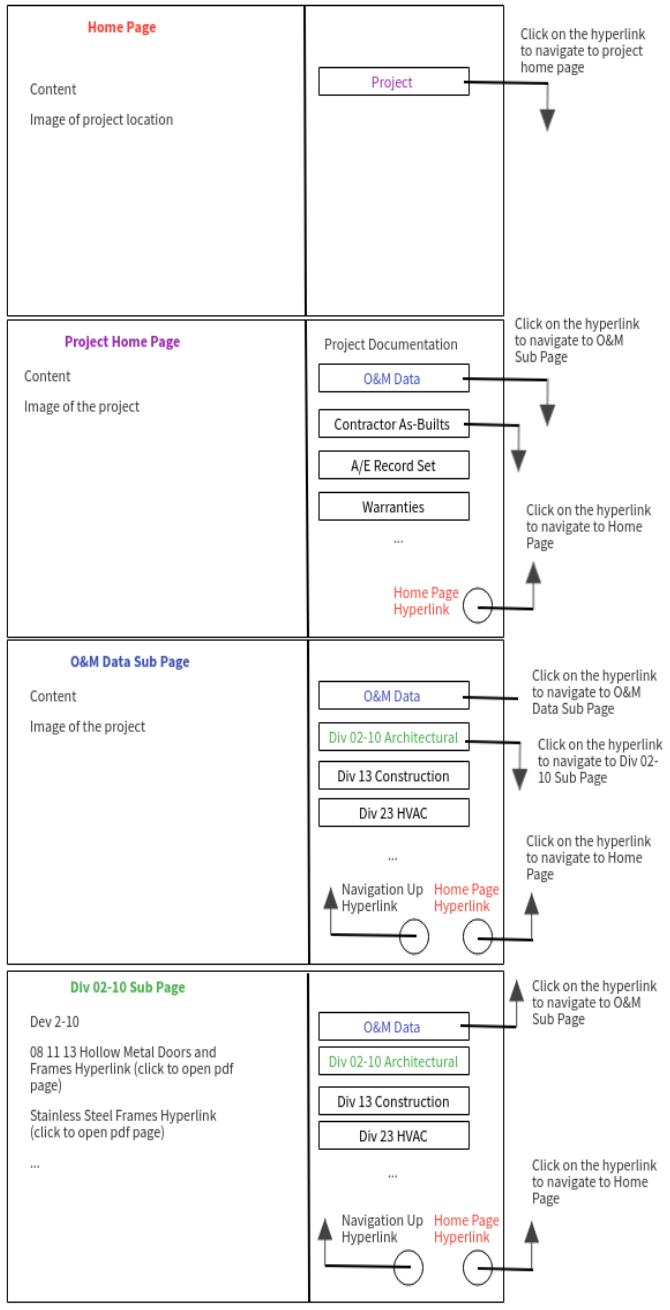 Home Page
Content
Image of project location
Project
Click on the hyperlink
to navigate to project
home page
Project Home Page
Content
Image of the project
Project Documentation
O&M Data
Contractor As-Builts
A/E Record Set
Warranties
...
Home Page
Hyperlink
Click on the hyperlink
to navigate to O&M
Sub Page
Click on the hyperlink
to navigate to Home
Page
O&M Data Sub Page
Content
Image of the project
O&M Data
Div 02-10 Architectural
Div 13 Construction
Div 23 HVAC
...
Navigation Up
Hyperlink
Home Page
Hyperlink
Click on the hyperlink
to navigate to O&M
Data Sub Page
Click on the hyperlink
to navigate to Div 02-
10 Sub Page
Click on the hyperlink
to navigate to Home
Page
Div 02-10 Sub Page
Dev 2-10
08 11 13 Hollow Metal Doors and
Frames Hyperlink (click to open pdf
page)
Stainless Steel Frames Hyperlink
(click to open pdf page)
...
O&M Data
Div 02-10 Architectural
Div 13 Construction
Div 23 HVAC
...
Navigation Up
Hyperlink
Home Page
Hyperlink
Click on the hyperlink
to navigate to O&M
Sub Page
Click on the hyperlink
to navigate to Home
Page